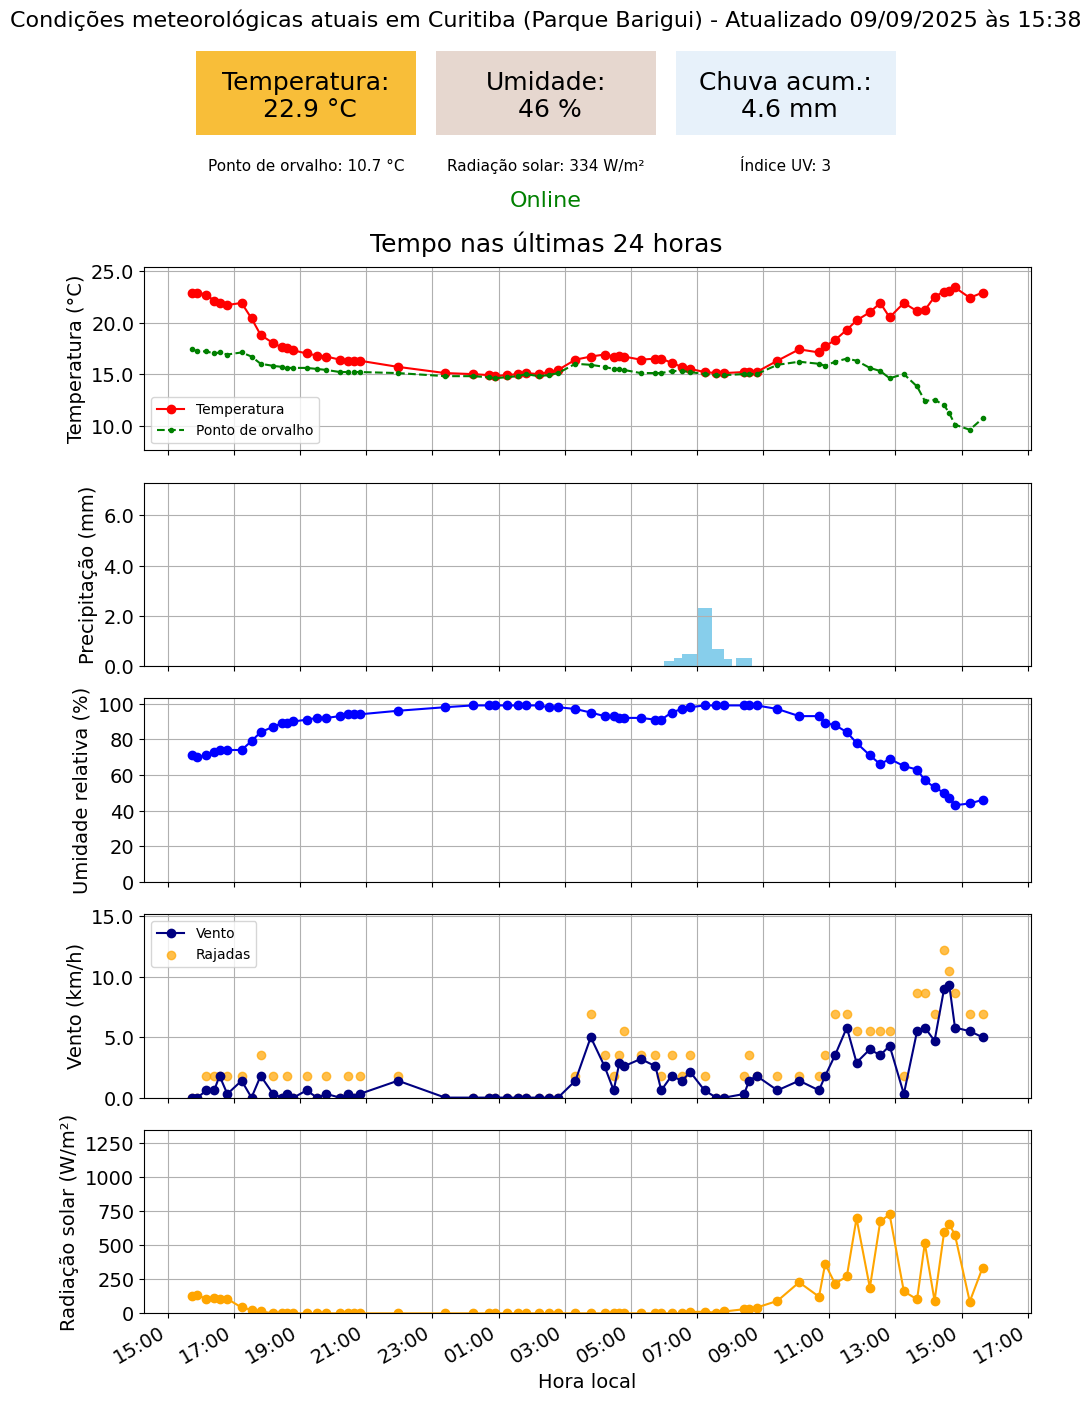 Condições meteorológicas atuais em Curitiba (Parque Barigui) - Atualizado 09/09/2025 às 15:38
Temperatura:
22.9 °C
Umidade:
46 %
Chuva acum.:
4.6 mm
Ponto de orvalho: 10.7 °C
Radiação solar: 334 W/m²
Índice UV: 3
Online
Tempo nas últimas 24 horas
Temperatura (°C)
25.0
20.0
15.0
10.0
Temperatura
Ponto de orvalho
Precipitação (mm)
6.0
4.0
2.0
0.0
Umidade relativa (%)
100
80
60
40
20
0
Vento (km/h)
15.0
10.0
5.0
0.0
Vento
Rajadas
Radiação solar (W/m²)
1250
1000
750
500
250
0
15:00
17:00
19:00
21:00
23:00
01:00
03:00
05:00
07:00
09:00
11:00
13:00
15:00
17:00
Hora local